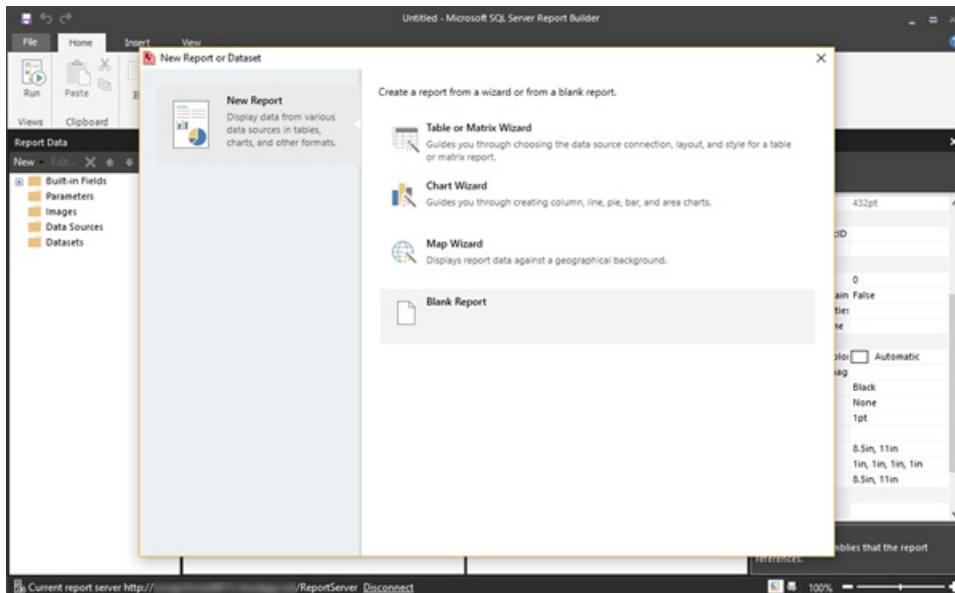 Untitled - Microsoft SQL Server Report Builder
File Home Insert View
Run Paste
Views Clipboard
Report Data
New Edit...
Built-in Fields
Parameters
Images
Data Sources
Datasets
New Report or Dataset
New Report
Display data from various
data sources in tables,
charts, and other formats.
Create a report from a wizard or from a blank report.
Table or Matrix Wizard
Guides you through choosing the data source connection, layout, and style for a table
or matrix report.
Chart Wizard
Guides you through creating column, line, pie, bar, and area charts.
Map Wizard
Displays report data against a geographical background.
Blank Report
432pt
0
False
Automatic
Black
None
1pt
8.5in, 11in
1in, 1in, 1in, 1in
8.5in, 11in
that the report
references.
Current report server http:// /ReportServer Disconnect
100%